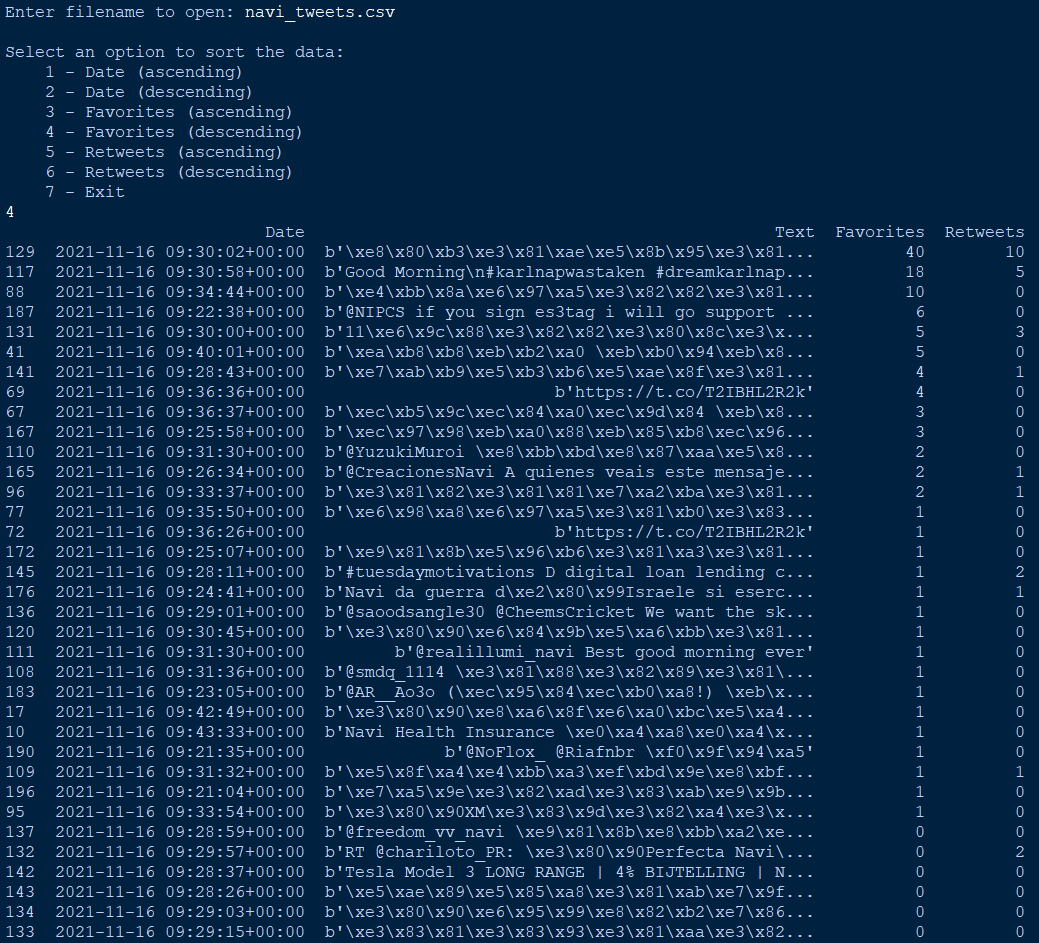 Enter filename to open: navi_tweets.csv
Select an option to sort the data:
1 - Date (ascending)
2 - Date (descending)
3 - Favorites (ascending)
4 - Favorites (descending)
5 - Retweets (ascending)
6 - Retweets (descending)
7 - Exit
4
Date Text Favorites Retweets
129 2021-11-16 09:30:02+00:00 b'\xe8\x80\xb3\xe3\x81\xae\xe5\x8b\x95\xe3\x81... 40 10
117 2021-11-16 09:30:58+00:00 b'Good Morning\n#karlnapwastaken #dreamkarlnap... 18 5
88 2021-11-16 09:34:44+00:00 b'\xe4\xbb\x8a\xe6\x97\xa5\xe3\x82\x82\xe3\x81... 10 0
187 2021-11-16 09:22:38+00:00 b'@NIPCS if you sign es3tag i will go support ... 6 0
131 2021-11-16 09:30:00+00:00 b'11\xe6\x9c\x88\xe3\x82\x82\xe3\x80\x8c\xe3\x... 5 3
41 2021-11-16 09:40:01+00:00 b'\xea\xb8\xb8\xeb\xb2\xa0 \xeb\xb0\x94\xeb\x8... 5 0
141 2021-11-16 09:28:43+00:00 b'\xe7\xab\xb9\xe5\xb3\xb6\xe5\xae\x8f\xe3\x81... 4 1
69 2021-11-16 09:36:36+00:00 b'https://t.co/T2IBHL2R2k' 4 0
67 2021-11-16 09:36:37+00:00 b'\xec\xb5\x9c\xec\x84\xa0\xec\x9d\x84 \xeb\x8... 3 0
167 2021-11-16 09:25:58+00:00 b'\xec\x97\x98\xeb\xa0\x88\xeb\x85\xb8\xec\x96... 3 0
110 2021-11-16 09:31:30+00:00 b'@YuzukiMuroi \xe8\xbb\xbd\xe8\x87\xaa\xe5\x8... 2 0
165 2021-11-16 09:26:34+00:00 b'@CreacionesNavi A quienes veais este mensaje... 2 1
96 2021-11-16 09:33:37+00:00 b'\xe3\x81\x82\xe3\x81\x81\xe7\xa2\xba\xe3\x81... 2 1
77 2021-11-16 09:35:50+00:00 b'\xe6\x98\xa8\xe6\x97\xa5\xe3\x81\xb0\xe3\x83... 1 0
72 2021-11-16 09:36:26+00:00 b'https://t.co/T2IBHL2R2k' 1 0
172 2021-11-16 09:25:07+00:00 b'\xe9\x81\x8b\xe5\x96\xb6\xe3\x81\xa3\xe3\x81... 1 0
145 2021-11-16 09:28:11+00:00 b'#tuesdaymotivations D digital loan lending c... 1 2
176 2021-11-16 09:24:41+00:00 b'Navi da guerra d\xe2\x80\x99Israele si eserc... 1 1
136 2021-11-16 09:29:01+00:00 b'@saoodsangle30 @CheemsCricket We want the sk... 1 0
120 2021-11-16 09:30:45+00:00 b'\xe3\x80\x90\xe6\x84\x9b\xe5\xa6\xbb\xe3\x81... 1 0
111 2021-11-16 09:31:30+00:00 b'@realillumi_navi Best good morning ever' 1 0
108 2021-11-16 09:31:36+00:00 b'@smdq_1114 \xe3\x81\x88\xe3\x82\x89\xe3\x81\... 1 0
183 2021-11-16 09:23:05+00:00 b'@AR__Ao3o (\xec\x95\x84\xec\xb0\xa8!) \xeb\x... 1 0
17 2021-11-16 09:42:49+00:00 b'\xe3\x80\x90\xe8\xa6\x8f\xe6\xa0\xbc\xe5\xa4... 1 0
10 2021-11-16 09:43:33+00:00 b'Navi Health Insurance \xe0\xa4\xa8\xe0\xa4\x... 1 0
190 2021-11-16 09:21:35+00:00 b'@NoFlox_ @Riafnbr \xf0\x9f\x94\xa5' 1 0
109 2021-11-16 09:31:32+00:00 b'\xe5\x8f\xa4\xe4\xbb\xa3\xef\xbd\x9e\xe8\xbf... 1 1
196 2021-11-16 09:21:04+00:00 b'\xe7\xa5\x9e\xe3\x82\xad\xe3\x83\xab\xe9\x9b... 1 0
95 2021-11-16 09:33:54+00:00 b'\xe3\x80\x90XM\xe3\x83\x9d\xe3\x82\xa4\xe3\x... 1 0
137 2021-11-16 09:28:59+00:00 b'@freedom_vv_navi \xe9\x81\x8b\xe8\xbb\xa2\xe... 0 0
132 2021-11-16 09:29:57+00:00 b'RT @chariloto_PR: \xe3\x80\x90Perfecta Navi\... 0 2
142 2021-11-16 09:28:37+00:00 b'Tesla Model 3 LONG RANGE | 4% BIJTELLING | N... 0 0
143 2021-11-16 09:28:26+00:00 b'\xe5\xae\x89\xe5\x85\xa8\xe3\x81\xab\xe7\x9f... 0 0
134 2021-11-16 09:29:03+00:00 b'\xe3\x80\x90\xe6\x95\x99\xe8\x82\xb2\xe7\x86... 0 0
133 2021-11-16 09:29:15+00:00 b'\xe3\x83\x81\xe3\x83\x93\xe3\x81\xaa\xe3\x82... 0 0